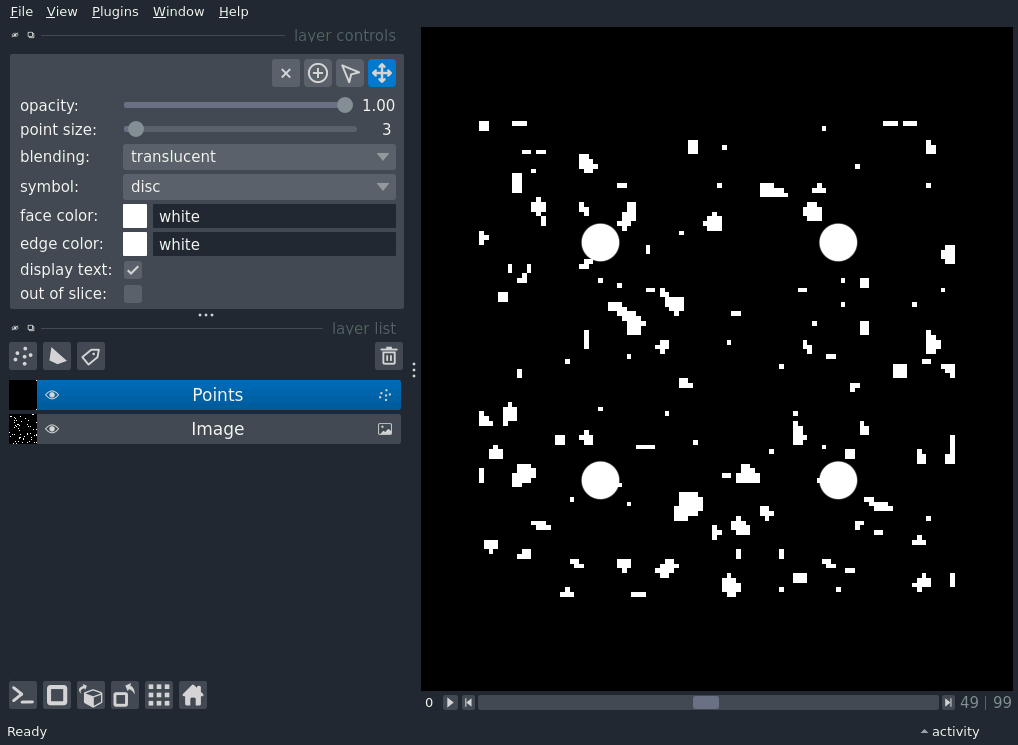 File View Plugins Window Help
layer controls
opacity: 1.00
point size: 3
blending: translucent
symbol: disc
face color: white
edge color: white
display text:
out of slice:
layer list
Points
Image
0 49 | 99
Ready activity